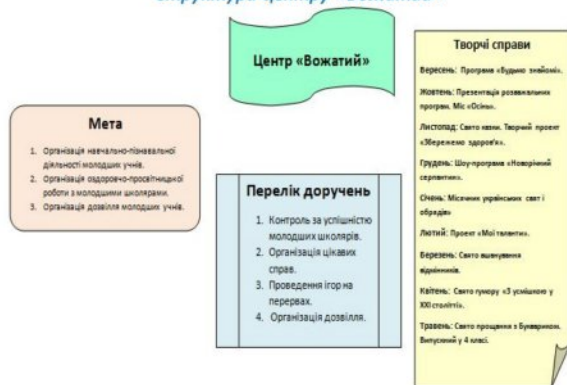 Центр «Вожатий»
Мета
1. Організація навчально-пізнавальної
діяльності молодших учнів.
2. Організація оздоровчо-просвітницької
роботи з молодшими школярами.
3. Організація дозвілля молодших учнів.
Перелік доручень
1. Контроль за успішністю
молодших школярів.
2. Організація цікавих
справ.
3. Проведення ігор на
перервах.
4. Організація дозвілля.
Творчі справи
Вересень: Програма «Будьмо знайомі».
Жовтень: Презентація розважальних
програм. Міс «Осінь».
Листопад: Свято казки. Творчий проект
«Збережемо здоров'я».
Грудень: Шоу-програма «Новорічний
серпантин».
Січень: Місячник українських свят і
обрядів»
Лютий: Проект «Мої таланти».
Березень: Свято вшанування
відмінників.
Квітень: Свято гумору «З усмішкою у
XXI столітті».
Травень: Свято прощання з Буквариком.
Випускний у 4 класі.